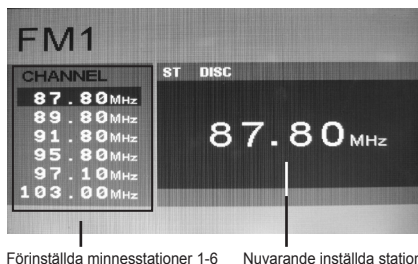 FM1
CHANNEL
87.80MHz
89.80MHz
91.80MHz
95.80MHz
97.10MHz
103.00MHz
ST DISC
87.80MHz
Förinställda minnesstationer 1-6
Nuvarande inställda station